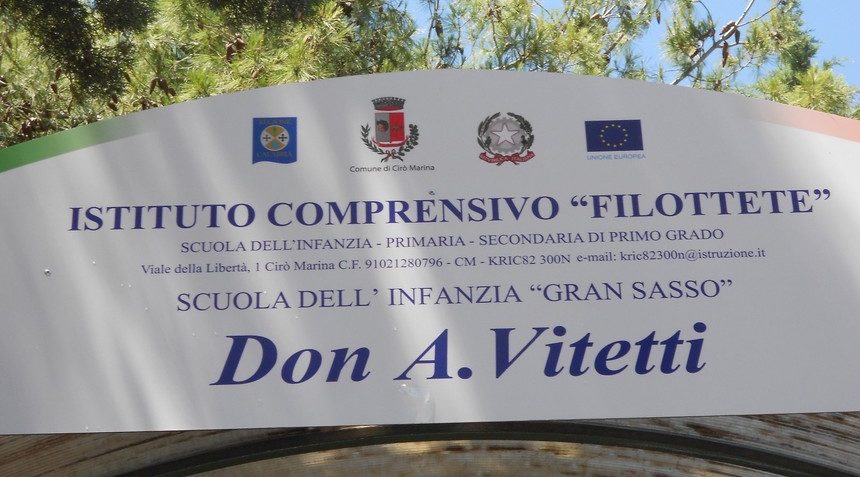 REGIONE
CALABRIA
Comune di Cirò Marina
UNIONE EUROPEA
ISTITUTO COMPRENSIVO “FILOTTETE”
SCUOLA DELL’INFANZIA - PRIMARIA - SECONDARIA DI PRIMO GRADO
Viale della Libertà, 1 Cirò Marina C.F. 91021280796 - CM - KRIC82 300N e-mail: kric82300n@istruzione.it
SCUOLA DELL’ INFANZIA “GRAN SASSO”
Don A.Vitetti